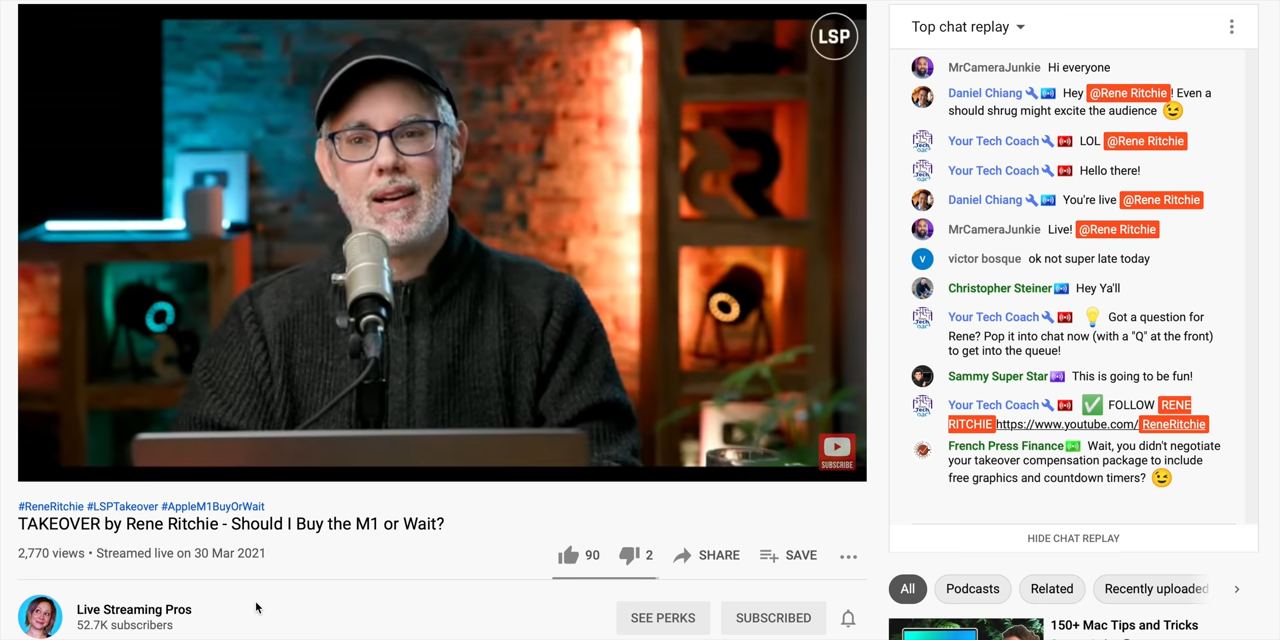 LSP
SUBSCRIBE
#ReneRitchie #LSPTakeover #AppleM1BuyOrWait
TAKEOVER by Rene Ritchie - Should I Buy the M1 or Wait?
2,770 views • Streamed live on 30 Mar 2021
90
2
SHARE
SAVE
Live Streaming Pros
52.7K subscribers
SEE PERKS
SUBSCRIBED
Top chat replay
MrCameraJunkie Hi everyone
Daniel Chiang Hey @Rene Ritchie ! Even a
should shrug might excite the audience 😉
Your Tech Coach LOL @Rene Ritchie
Your Tech Coach Hello there!
Daniel Chiang You're live @Rene Ritchie
MrCameraJunkie Live! @Rene Ritchie
V victor bosque ok not super late today
Christopher Steiner Hey Ya'll
Your Tech Coach 💡 Got a question for
Rene? Pop it into chat now (with a "Q" at the front)
to get into the queue!
Sammy Super Star This is going to be fun!
Your Tech Coach ✅ FOLLOW RENE
RITCHIE https://www.youtube.com/ReneRitchie
French Press Finance Wait, you didn't negotiate
your takeover compensation package to include
free graphics and countdown timers? 😉
HIDE CHAT REPLAY
All
Podcasts
Related
Recently uploaded
150+ Mac Tips and Tricks